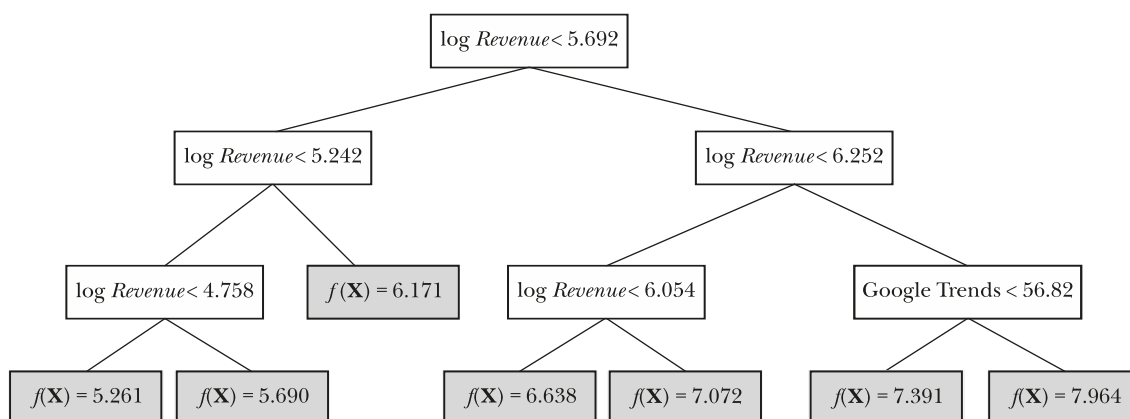 log Revenue< 5.692
log Revenue< 5.242
log Revenue< 6.252
log Revenue< 4.758
f(X) = 6.171
log Revenue< 6.054
Google Trends < 56.82
f(X) = 5.261
f(X) = 5.690
f(X) = 6.638
f(X) = 7.072
f(X) = 7.391
f(X) = 7.964